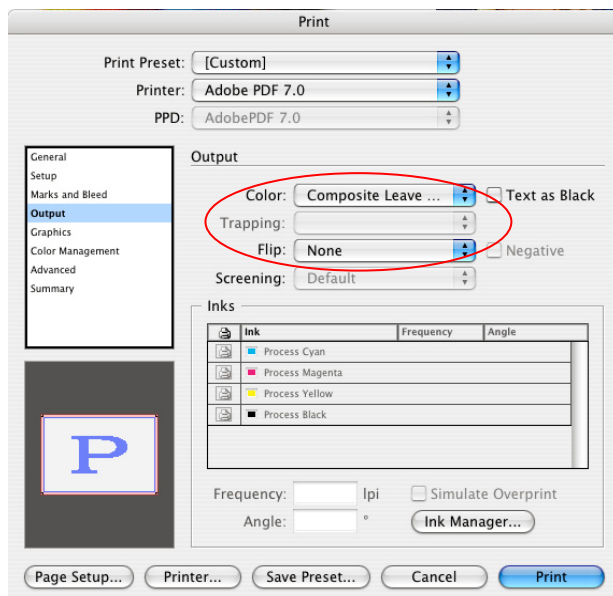 Print
Print Preset: [Custom]
Printer: Adobe PDF 7.0
PPD: AdobePDF 7.0
General
Setup
Marks and Bleed
Output
Graphics
Color Management
Advanced
Summary
Output
Color: Composite Leave ... Text as Black
Trapping:
Flip: None Negative
Screening: Default
Inks
Ink Frequency Angle
Process Cyan
Process Magenta
Process Yellow
Process Black
P
Frequency: lpi Simulate Overprint
Angle: ° Ink Manager...
Page Setup... Printer... Save Preset... Cancel Print